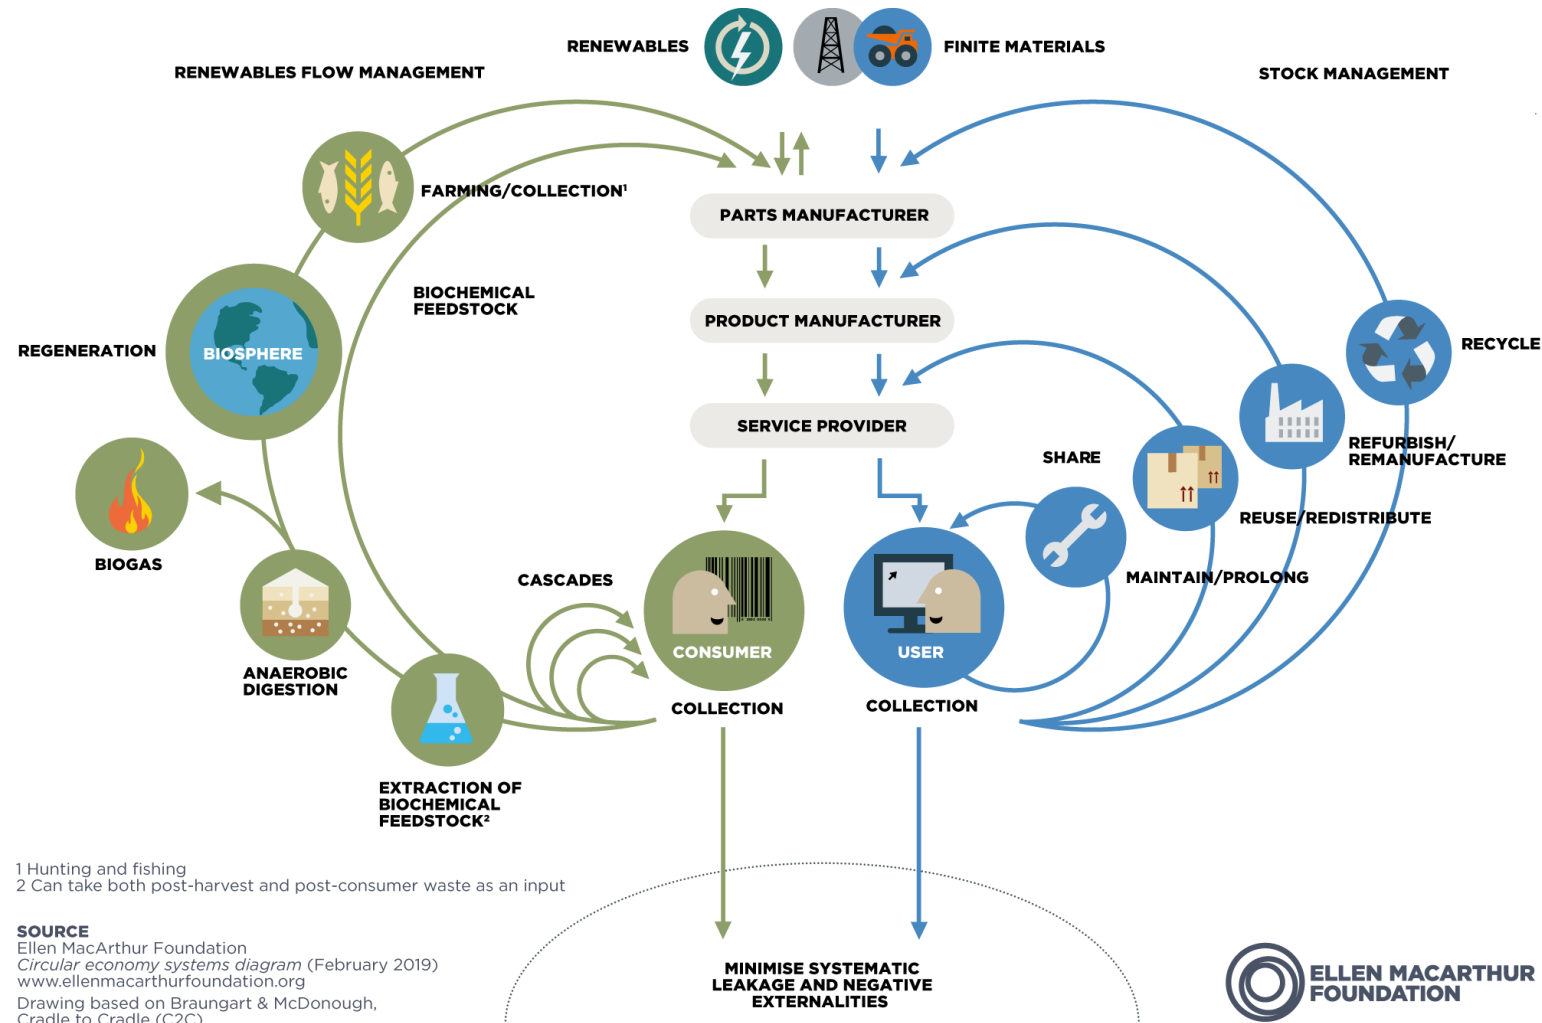 RENEWABLES
FINITE MATERIALS
RENEWABLES FLOW MANAGEMENT
STOCK MANAGEMENT
FARMING/COLLECTION¹
PARTS MANUFACTURER
BIOCHEMICAL
FEEDSTOCK
PRODUCT MANUFACTURER
REGENERATION
BIOSPHERE
RECYCLE
SERVICE PROVIDER
SHARE
REFURBISH/
REMANUFACTURE
REUSE/REDISTRIBUTE
BIOGAS
CASCADES
MAINTAIN/PROLONG
CONSUMER
USER
ANAEROBIC
DIGESTION
COLLECTION
COLLECTION
EXTRACTION OF
BIOCHEMICAL
FEEDSTOCK²
1 Hunting and fishing
2 Can take both post-harvest and post-consumer waste as an input
SOURCE
Ellen MacArthur Foundation
Circular economy systems diagram (February 2019)
www.ellenmacarthurfoundation.org
Drawing based on Braungart & McDonough,
Cradle to Cradle (C2C)
MINIMISE SYSTEMATIC
LEAKAGE AND NEGATIVE
EXTERNALITIES
ELLEN MACARTHUR
FOUNDATION